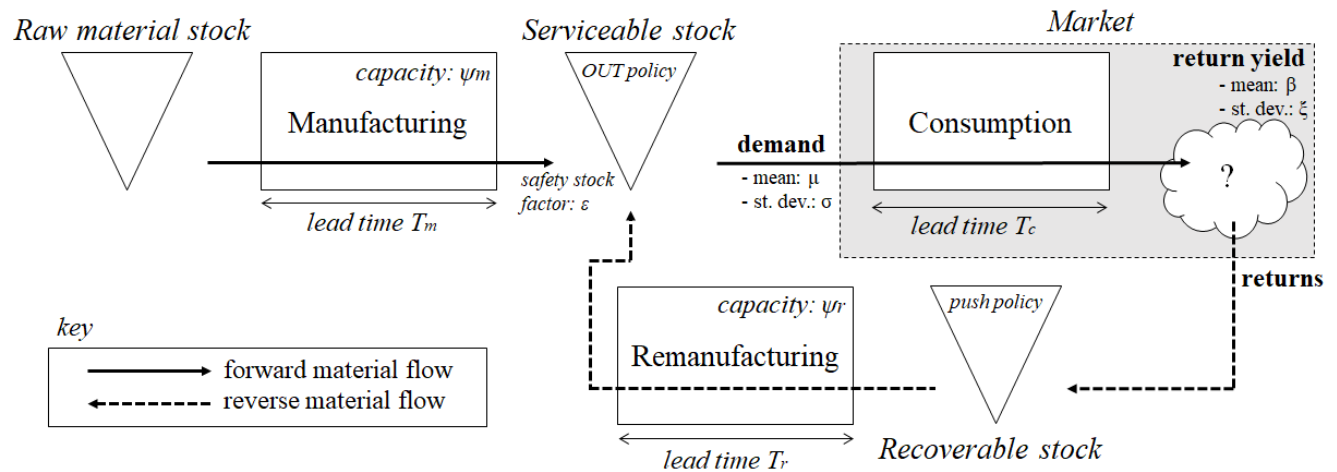 Raw material stock
capacity: ψm
Manufacturing
lead time Tm
Serviceable stock
OUT policy
safety stock
factor: ε
demand
- mean: μ
- st. dev.: σ
Market
Consumption
lead time Tc
return yield
- mean: β
- st. dev.: ξ
?
returns
capacity: ψr
Remanufacturing
lead time Tr
push policy
Recoverable stock
key
forward material flow
reverse material flow